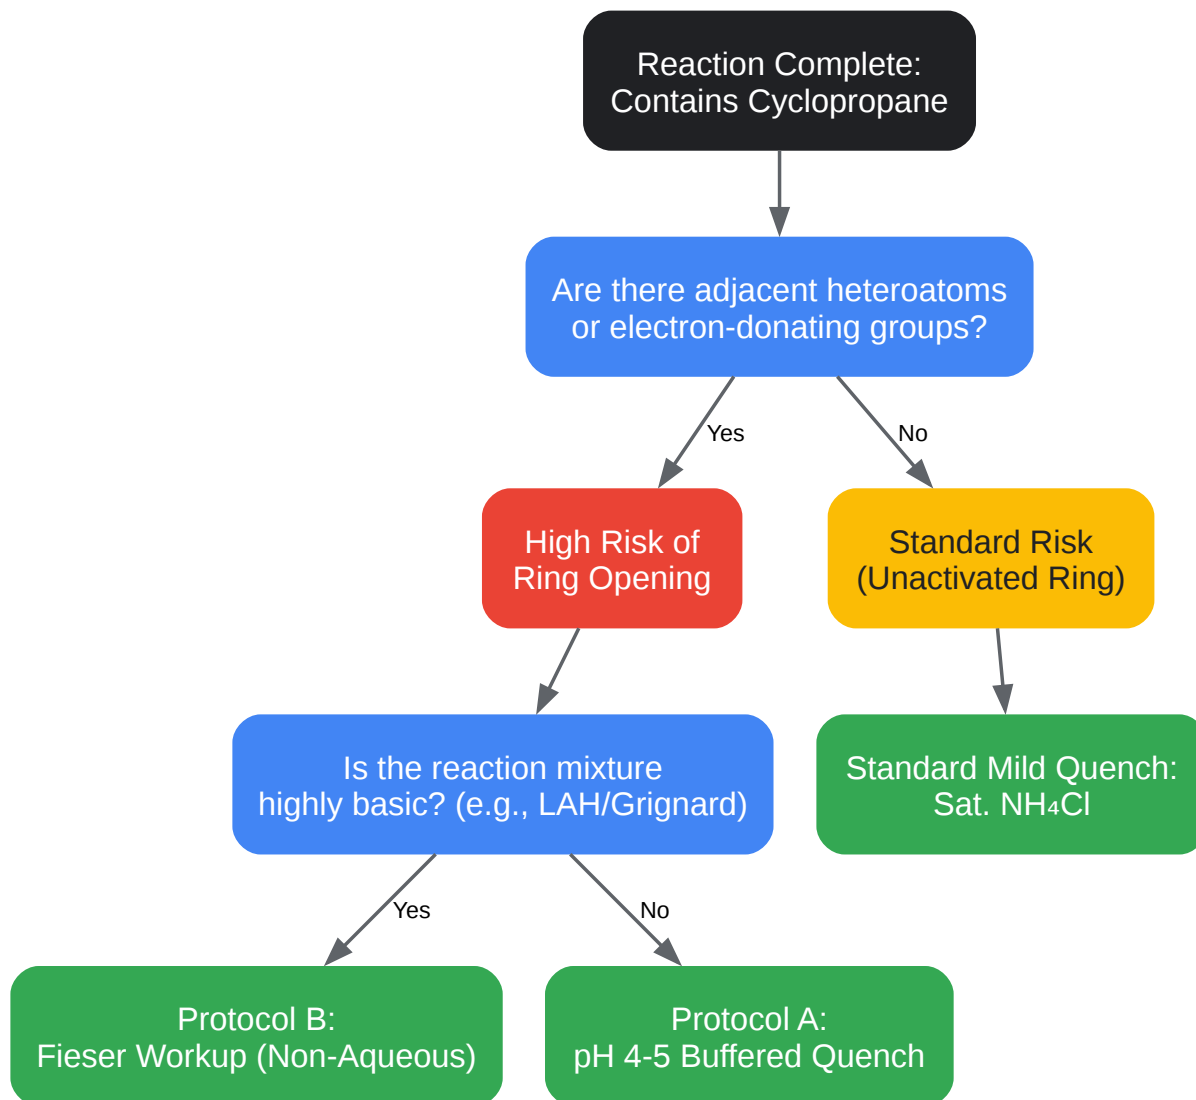 Reaction Complete:
Contains Cyclopropane
Are there adjacent heteroatoms
or electron-donating groups?
Yes
No
High Risk of
Ring Opening
Standard Risk
(Unactivated Ring)
Is the reaction mixture
highly basic? (e.g., LAH/Grignard)
Standard Mild Quench:
Sat. NH₄Cl
Yes
No
Protocol B:
Fieser Workup (Non-Aqueous)
Protocol A:
pH 4-5 Buffered Quench